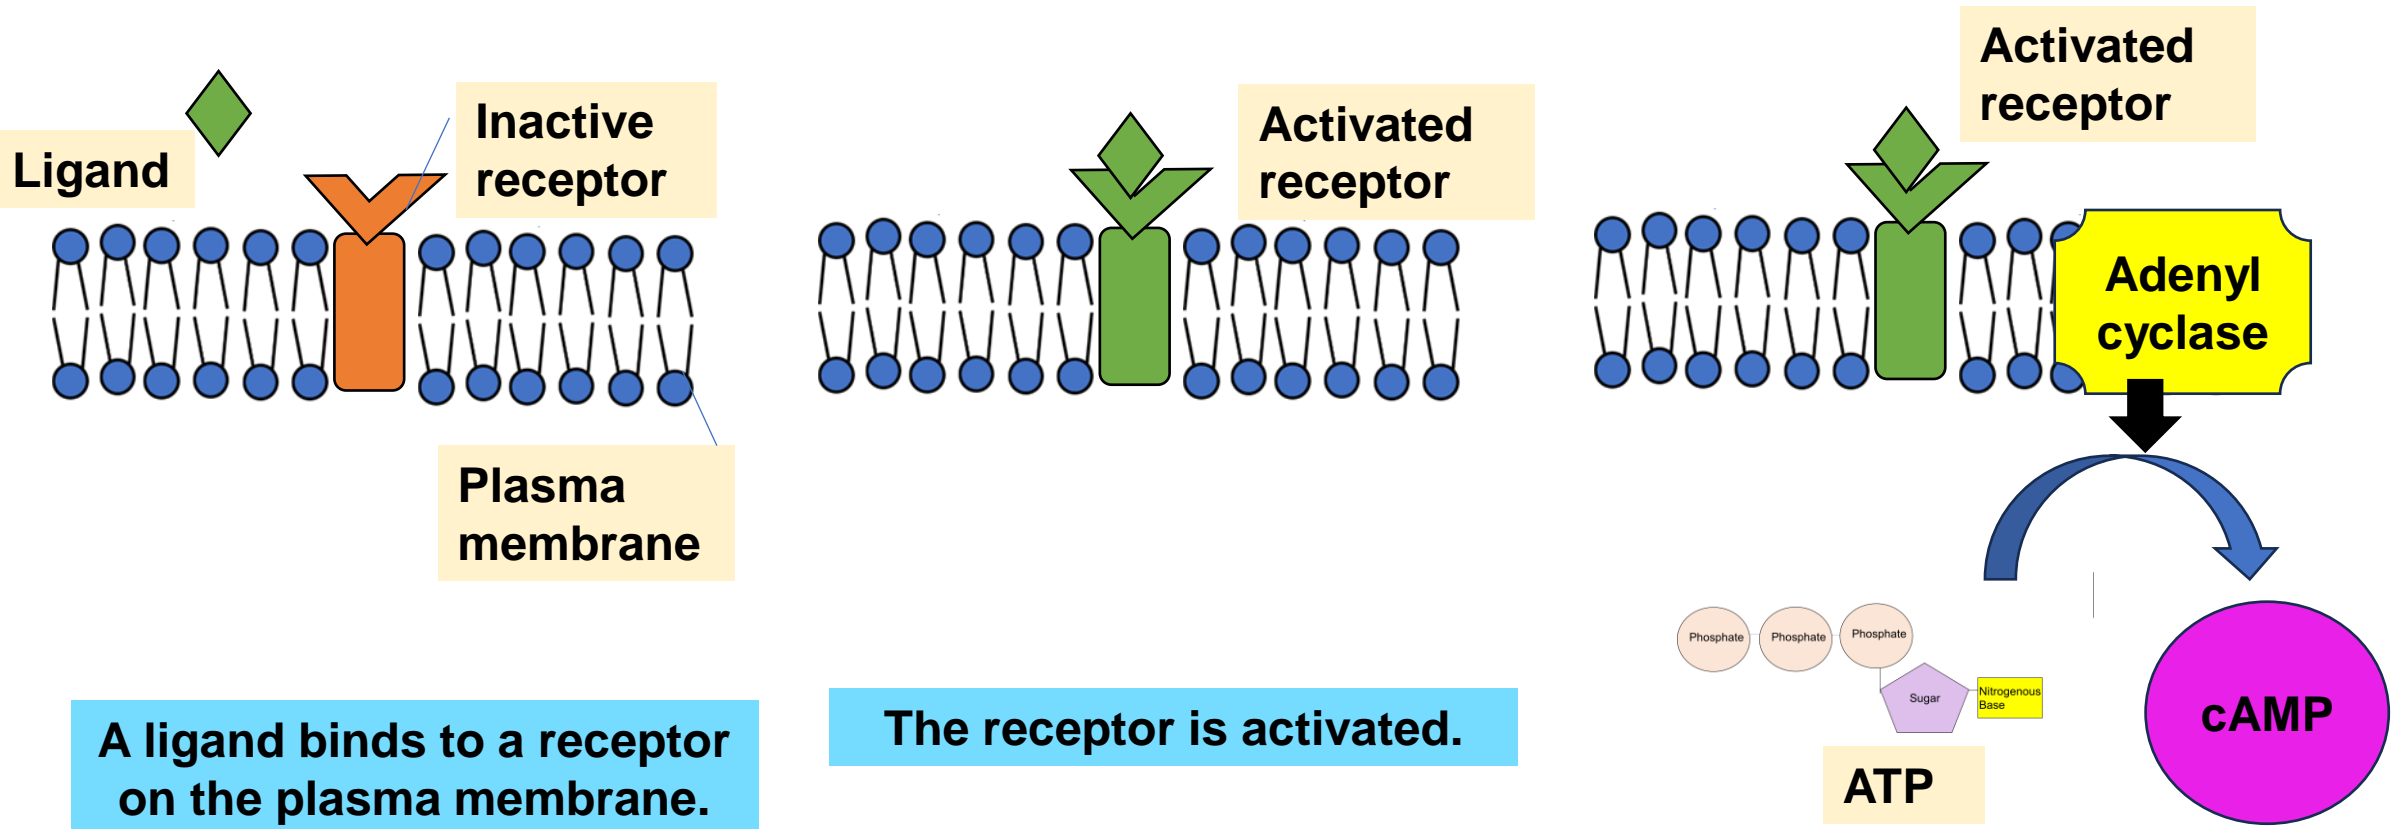 Ligand
Inactive
receptor
Plasma
membrane
A ligand binds to a receptor
on the plasma membrane.
Activated
receptor
The receptor is activated.
Activated
receptor
Adenyl
cyclase
Phosphate
Phosphate
Phosphate
Sugar
Nitrogenous
Base
ATP
cAMP